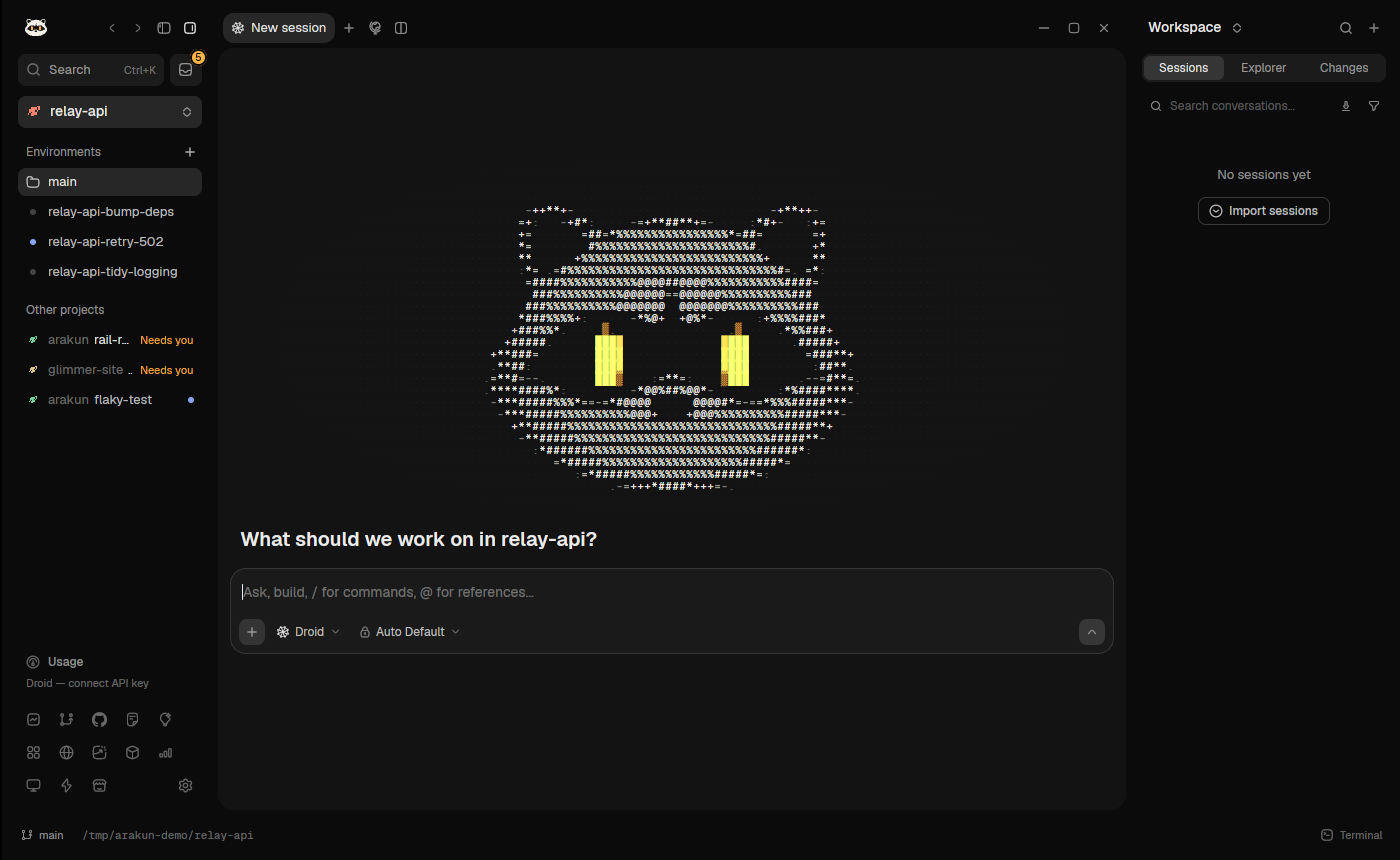 New session
Workspace
Search Ctrl+K 5
Sessions Explorer Changes
relay-api
Search conversations...
Environments
main
relay-api-bump-deps
relay-api-retry-502
relay-api-tidy-logging
No sessions yet
Import sessions
Other projects
arakun rail-r... Needs you
glimmer-site .. Needs you
arakun flaky-test
What should we work on in relay-api?
Ask, build, / for commands, @ for references...
Droid Auto Default
Usage
Droid — connect API key
main /tmp/arakun-demo/relay-api
Terminal